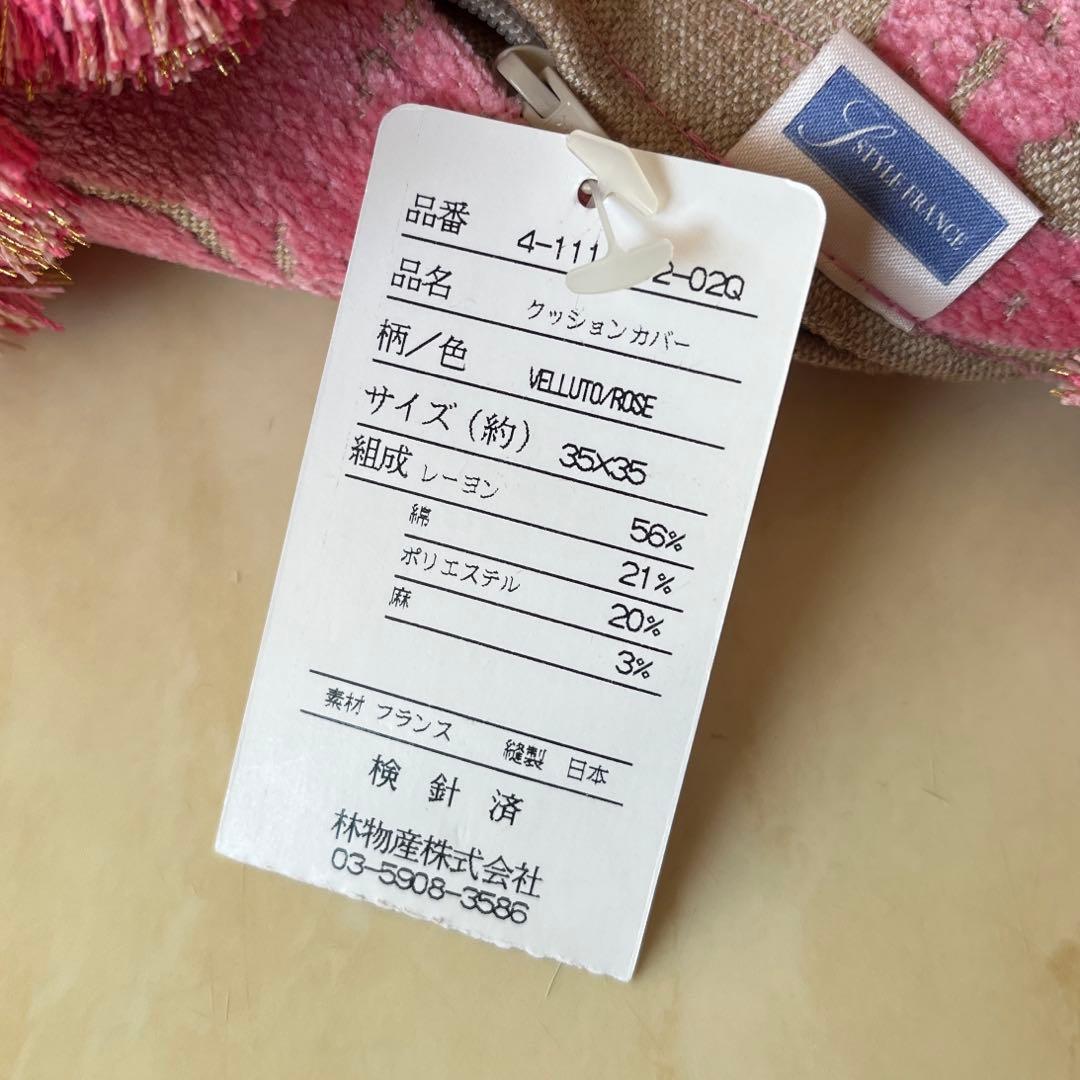 品番 4-111 2-02Q
品名 クッションカバー
柄/色 VELLUTO/ROSE
サイズ(約) 35X35
組成 レーヨン 56%
綿 21%
ポリエステル 20%
麻 3%
素材 フランス 縫製 日本
検針済
林物産株式会社
03-5908-3586
STYLE FRANCE